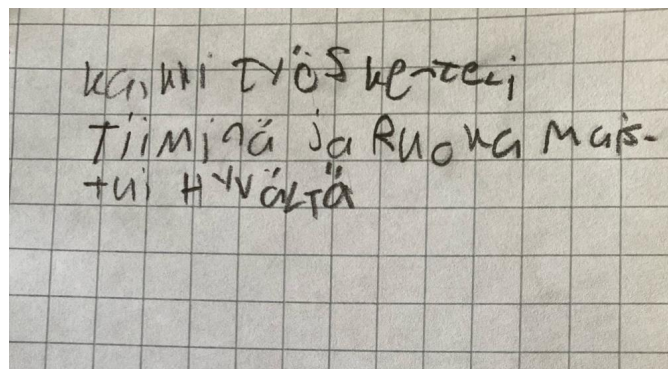 kaikki TYÖSkenteli
TiiMinä ja RuOka Mais-
tui HYVÄLTÄ